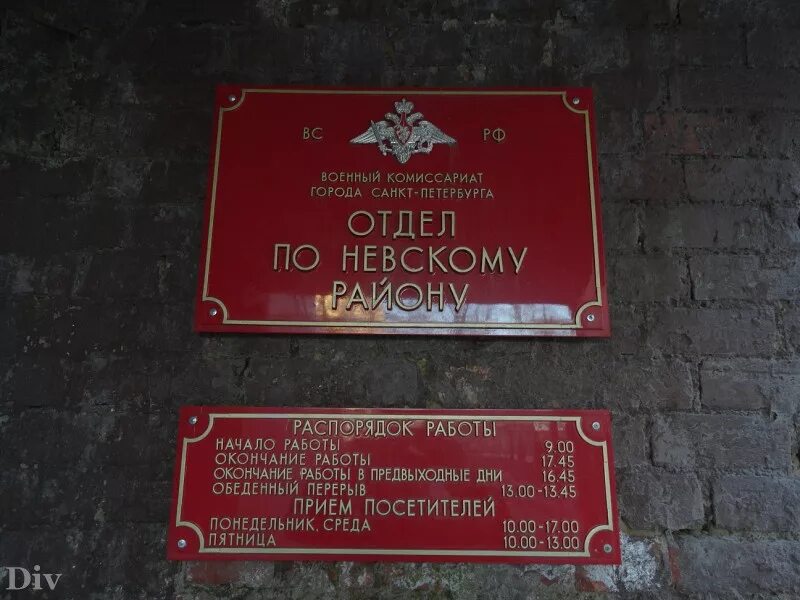 ВС РФ
ВОЕННЫЙ КОМИССАРИАТ
ГОРОДА САНКТ-ПЕТЕРБУРГА
ОТДЕЛ
ПО НЕВСКОМУ
РАЙОНУ
РАСПОРЯДОК РАБОТЫ
НАЧАЛО РАБОТЫ 9.00
ОКОНЧАНИЕ РАБОТЫ 17.45
ОКОНЧАНИЕ РАБОТЫ В ПРЕДВЫХОДНЫЕ ДНИ 16.45
ОБЕДЕННЫЙ ПЕРЕРЫВ 13.00-13.45
ПРИЕМ ПОСЕТИТЕЛЕЙ
ПОНЕДЕЛЬНИК, СРЕДА 10.00-17.00
ПЯТНИЦА 10.00-13.00
Div